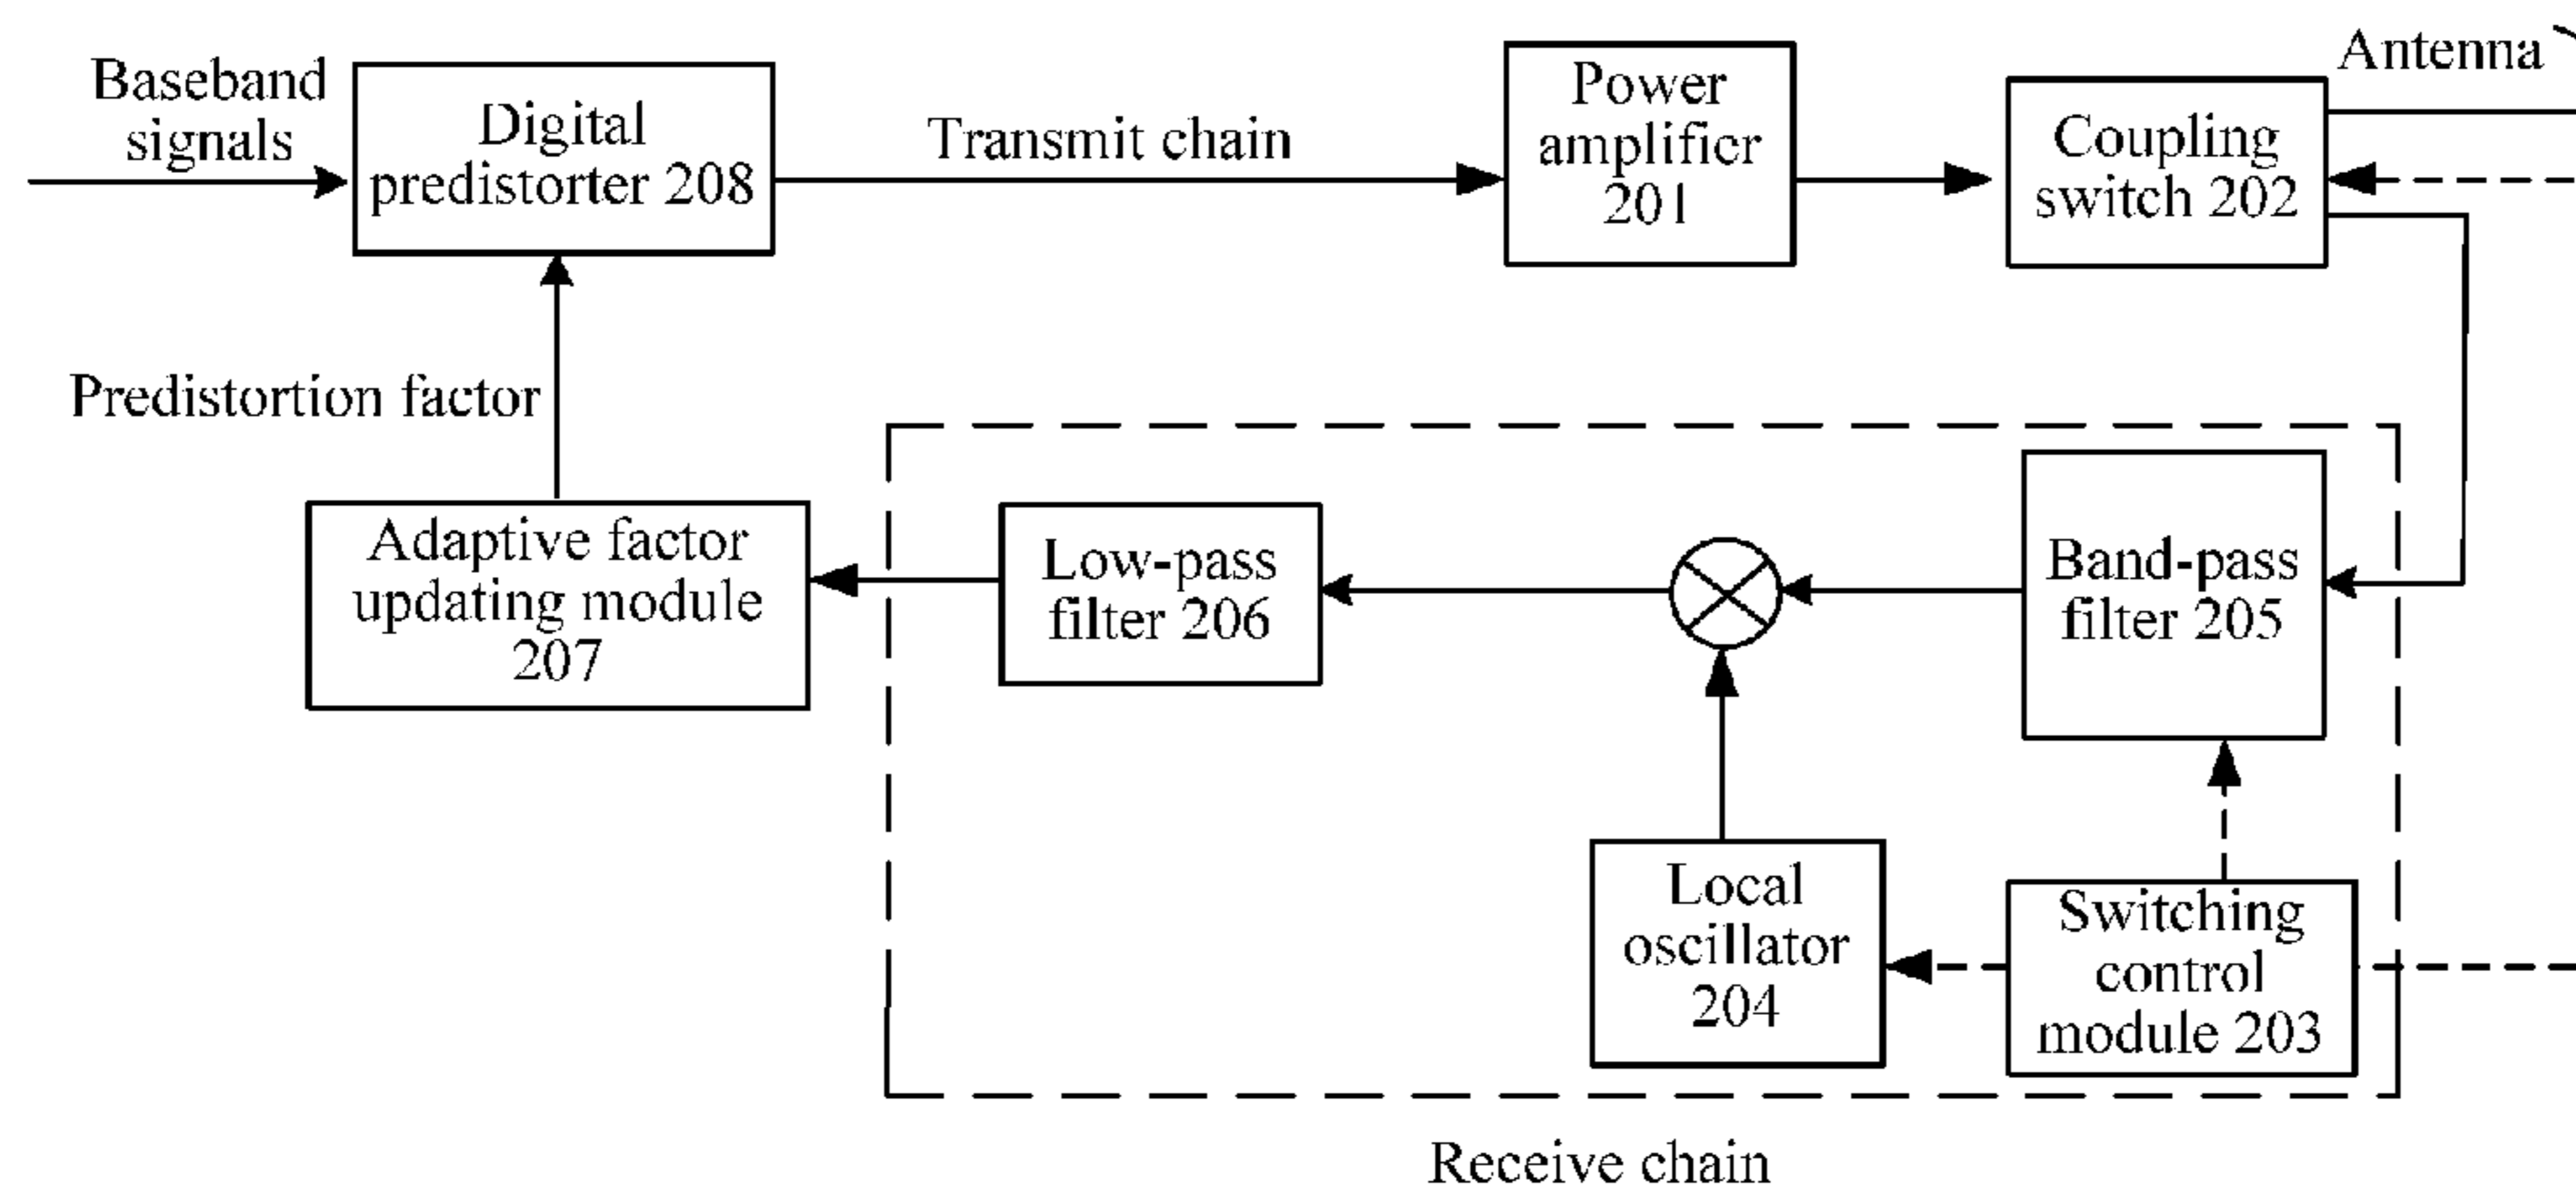 Baseband
signals
Digital
predistorter 208
Transmit chain
Power
amplifier
201
Coupling
switch 202
Antenna
Predistortion factor
Adaptive factor
updating module
207
Low-pass
filter 206
Band-pass
filter 205
Local
oscillator
204
Switching
control
module 203
Receive chain